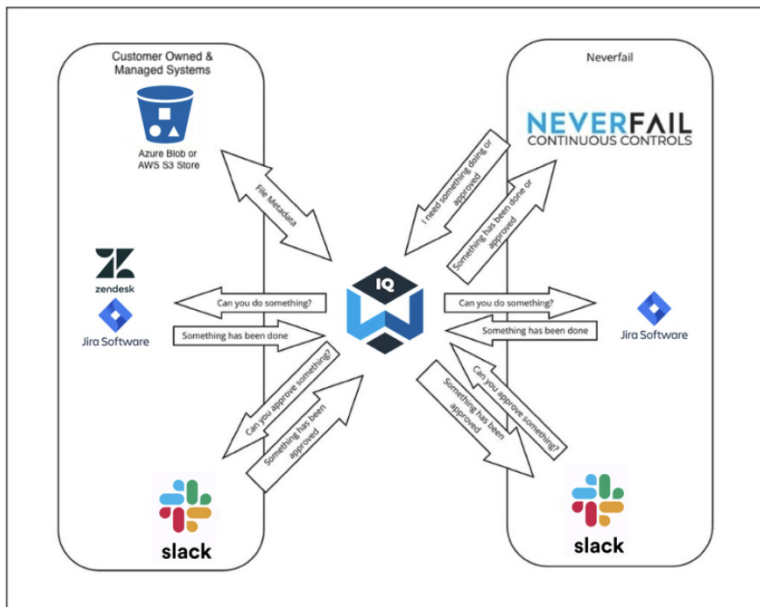 Customer Owned &
Managed Systems
Azure Blob or
AWS S3 Store
File Metadata
zendesk
Jira Software
Can you do something?
Something has been done
Can you approve something?
Something has been
approved
slack
IQ
Neverfail
NEVERFAIL
CONTINUOUS CONTROLS
I need something doing or
approved
Something has been done or
approved
Can you do something?
Something has been done
Jira Software
Can you approve something?
Something has been
approved
slack